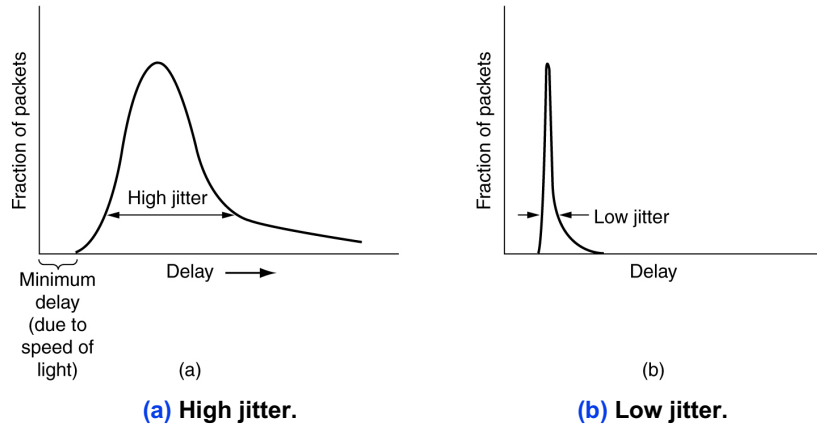 Fraction of packets
High jitter
Minimum
delay
(due to
speed of
light)
Delay
(a)
(a) High jitter.
Fraction of packets
Low jitter
Delay
(b)
(b) Low jitter.